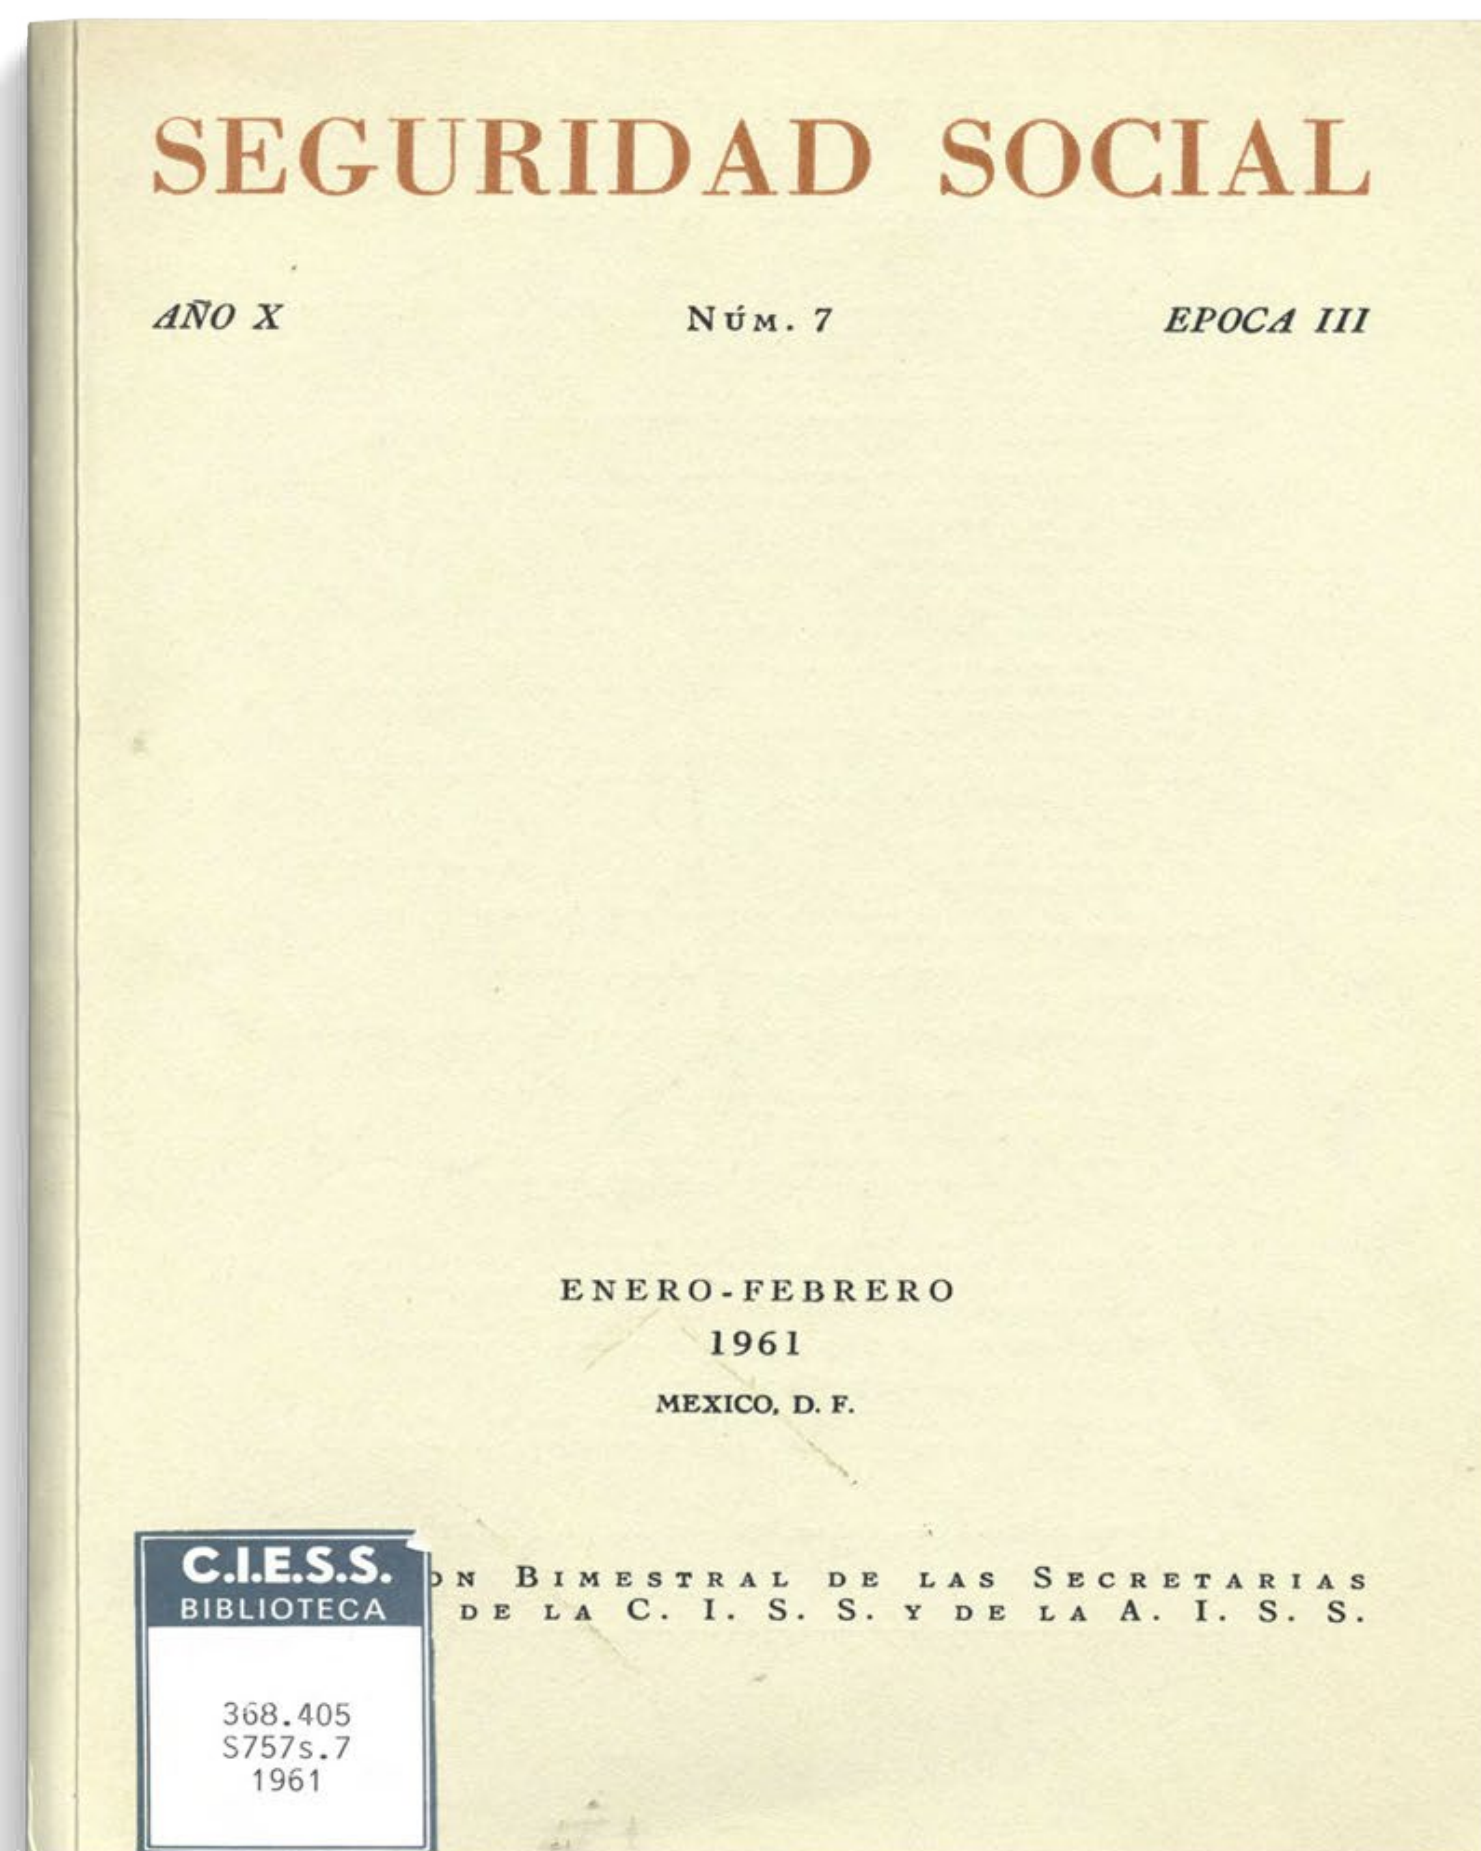 SEGURIDAD SOCIAL
AÑO X NÚM. 7 EPOCA III
ENERO-FEBRERO
1961
MEXICO, D. F.
BIMESTRAL DE LAS SECRETARIAS
DE LA C. I. S. S. Y DE LA A. I. S. S.
C.I.E.S.S.
BIBLIOTECA
368.405
S757s.7
1961